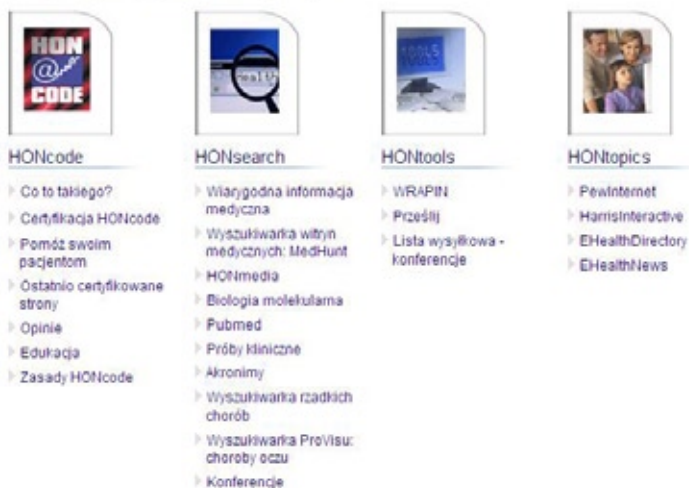 HON
@
CODE
Health
TOOLS
HONcode
Co to takiego?
Certyfikacja HONcode
Pomóż swoim
pacjentom
Ostatnio certyfikowane
strony
Opinie
Edukacja
Zasady HONcode
HONsearch
Wiarygodna informacja
medyczna
Wyszukiwarka witryn
medycznych: MedHunt
HONmedia
Biologia molekularna
Pubmed
Próby kliniczne
Akronimy
Wyszukiwarka rzadkich
chorób
Wyszukiwarka ProVisu:
choroby oczu
Konferencje
HONtools
WRAPIN
Prześlij
Lista wysyłkowa -
konferencje
HONtopics
PewInternet
HarrisInteractive
EHealthDirectory
EHealthNews